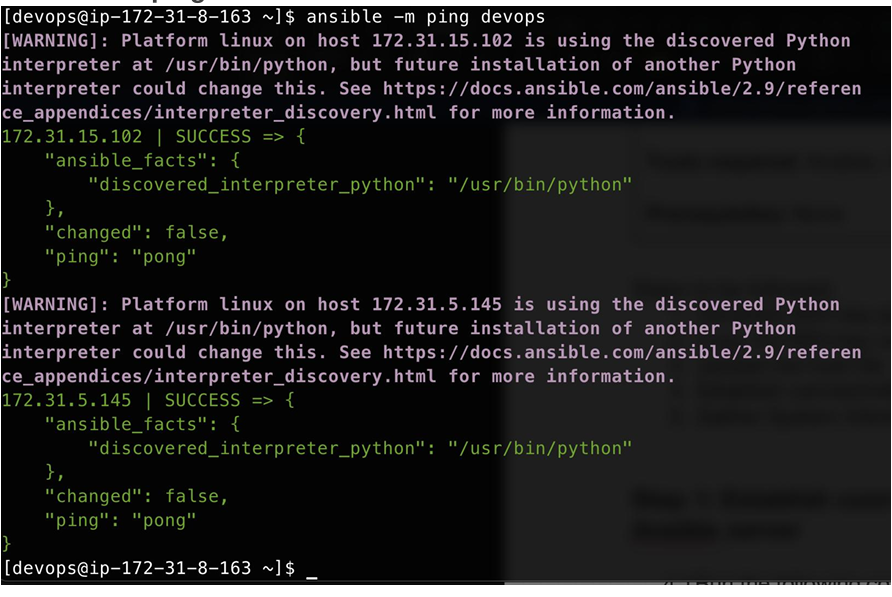 [devops@ip-172-31-8-163 ~]$ ansible -m ping devops
[WARNING]: Platform linux on host 172.31.15.102 is using the discovered Python
interpreter at /usr/bin/python, but future installation of another Python
interpreter could change this. See https://docs.ansible.com/ansible/2.9/referen
ce_appendices/interpreter_discovery.html for more information.
172.31.15.102 | SUCCESS => {
    "ansible_facts": {
        "discovered_interpreter_python": "/usr/bin/python"
    },
    "changed": false,
    "ping": "pong"
}
[WARNING]: Platform linux on host 172.31.5.145 is using the discovered Python
interpreter at /usr/bin/python, but future installation of another Python
interpreter could change this. See https://docs.ansible.com/ansible/2.9/referen
ce_appendices/interpreter_discovery.html for more information.
172.31.5.145 | SUCCESS => {
    "ansible_facts": {
        "discovered_interpreter_python": "/usr/bin/python"
    },
    "changed": false,
    "ping": "pong"
}
[devops@ip-172-31-8-163 ~]$ _